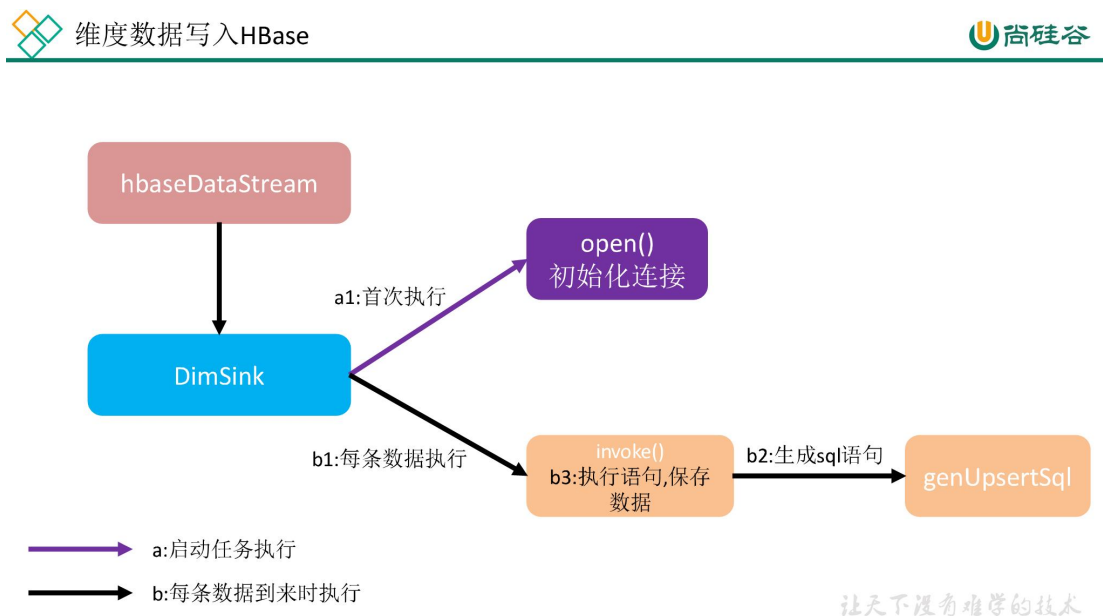 维度数据写入HBase
尚硅谷
hbaseDataStream
open()
初始化连接
a1:首次执行
DimSink
b1:每条数据执行
invoke()
b3:执行语句,保存
数据
b2:生成sql语句
genUpsertSql
a:启动任务执行
b:每条数据到来时执行
让天下没有难学的技术